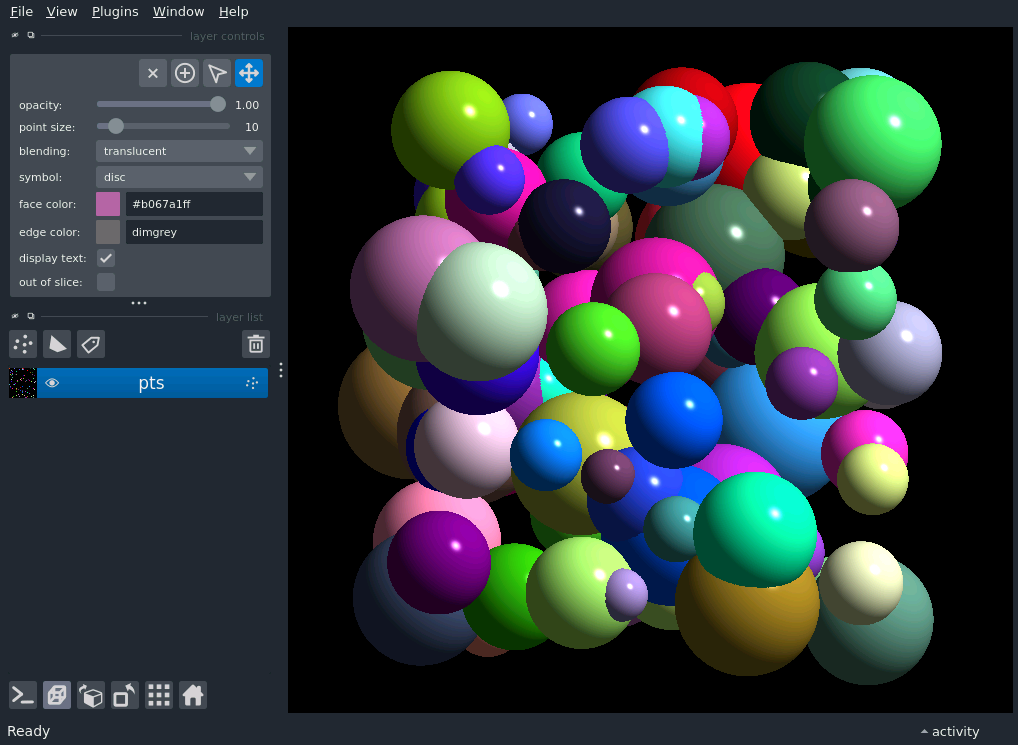 File View Plugins Window Help
layer controls
opacity: 1.00
point size: 10
blending: translucent
symbol: disc
face color: #b067a1ff
edge color: dimgrey
display text:
out of slice:
layer list
pts
Ready
activity